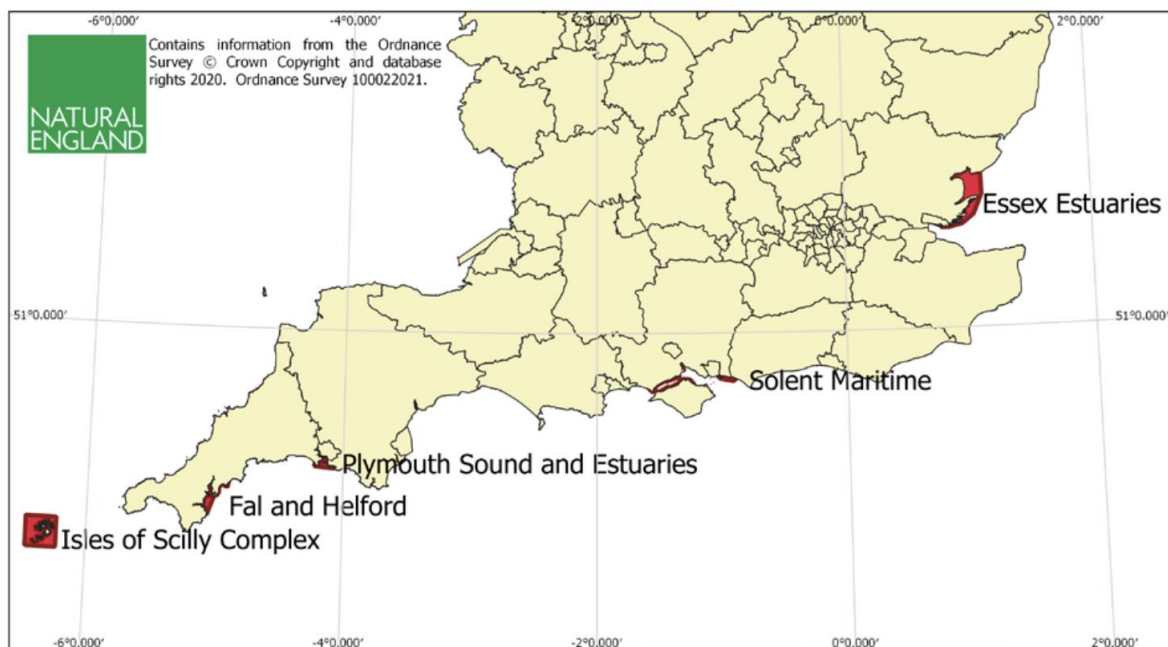 -6°0.000′ -4°0.000′ -2°0.000′ 0°0.000′ 2°0.000′
Contains information from the Ordnance
Survey © Crown Copyright and database
rights 2020. Ordnance Survey 100022021.
NATURAL
ENGLAND
Essex Estuaries
51°0.000′ 51°0.000′
Solent Maritime
Plymouth Sound and Estuaries
Fal and Helford
Isles of Scilly Complex
-6°0.000′ -4°0.000′ -2°0.000′ 0°0.000′ 2°0.000′